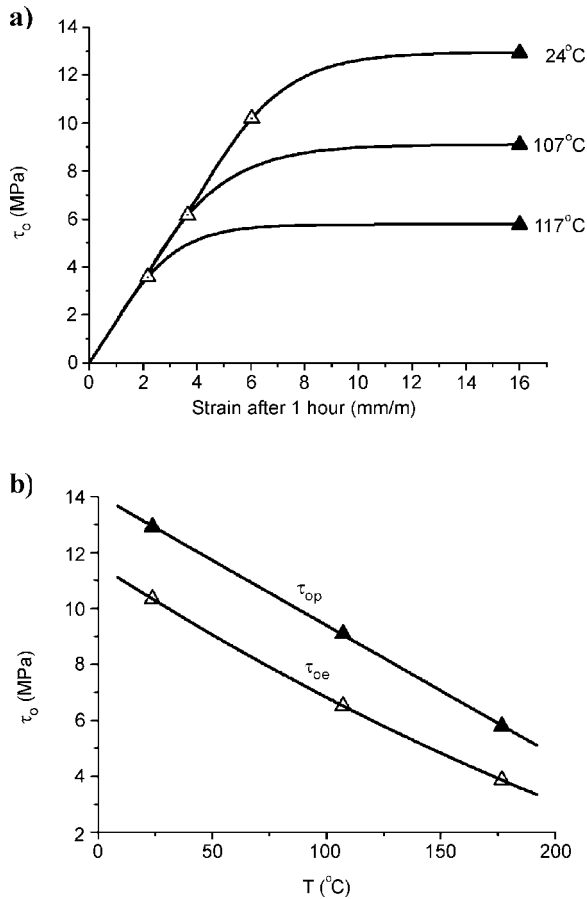 a)
14
12
10
8
6
4
2
0
τo (MPa)
24°C
107°C
117°C
0 2 4 6 8 10 12 14 16
Strain after 1 hour (mm/m)
b)
14
12
10
8
6
4
2
τo (MPa)
τop
τoe
0 50 100 150 200
T (°C)